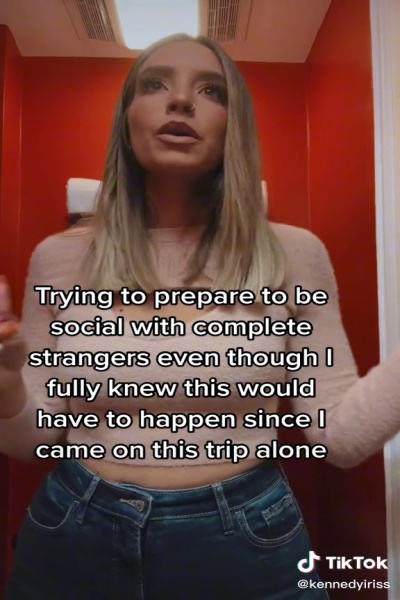 Trying to prepare to be
social with complete
strangers even though I
fully knew this would
have to happen since I
came on this trip alone
TikTok
@kennedyiriss